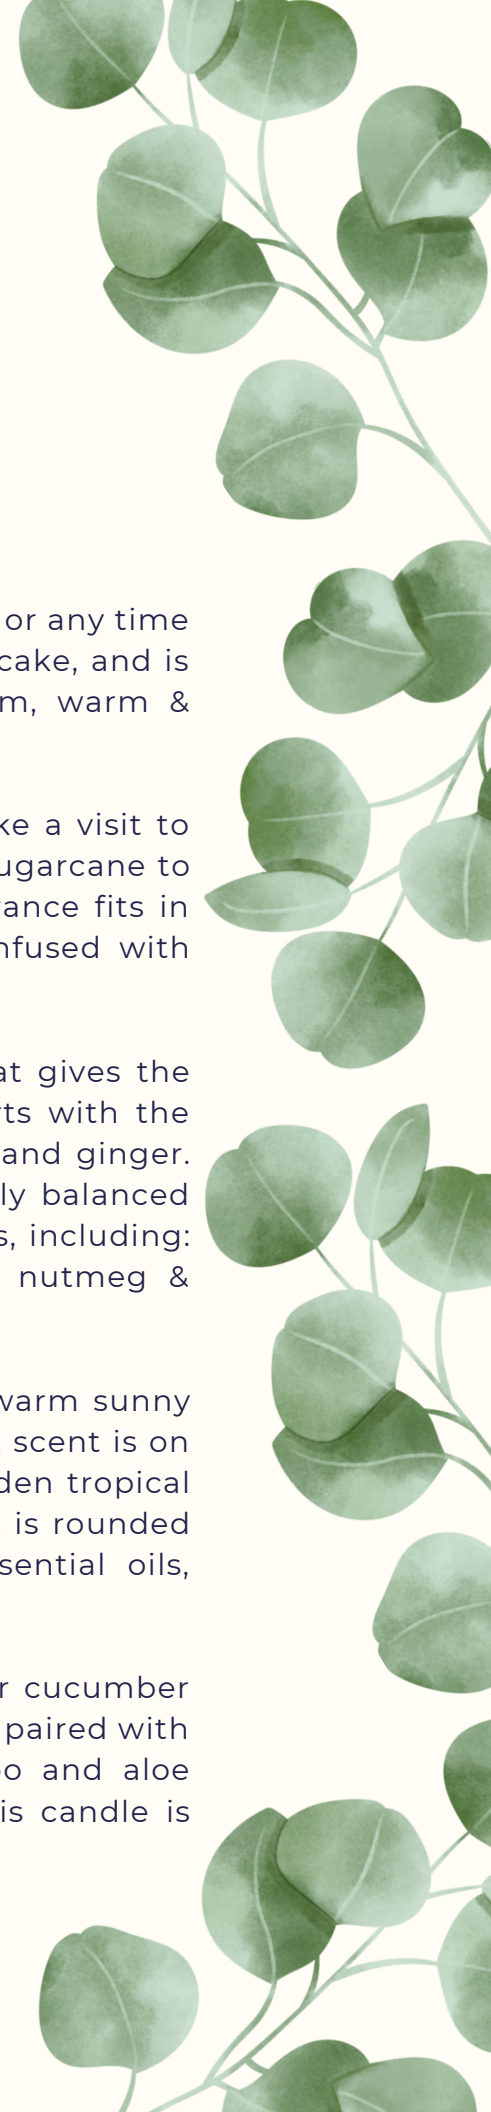 or any time
cake, and is
m, warm &
ke a visit to
ugarcane to
rance fits in
nfused with
at gives the
ts with the
and ginger.
ly balanced
s, including:
nutmeg &
warm sunny
scent is on
den tropical
is rounded
sential oils,
r cucumber
paired with
oo and aloe
is candle is